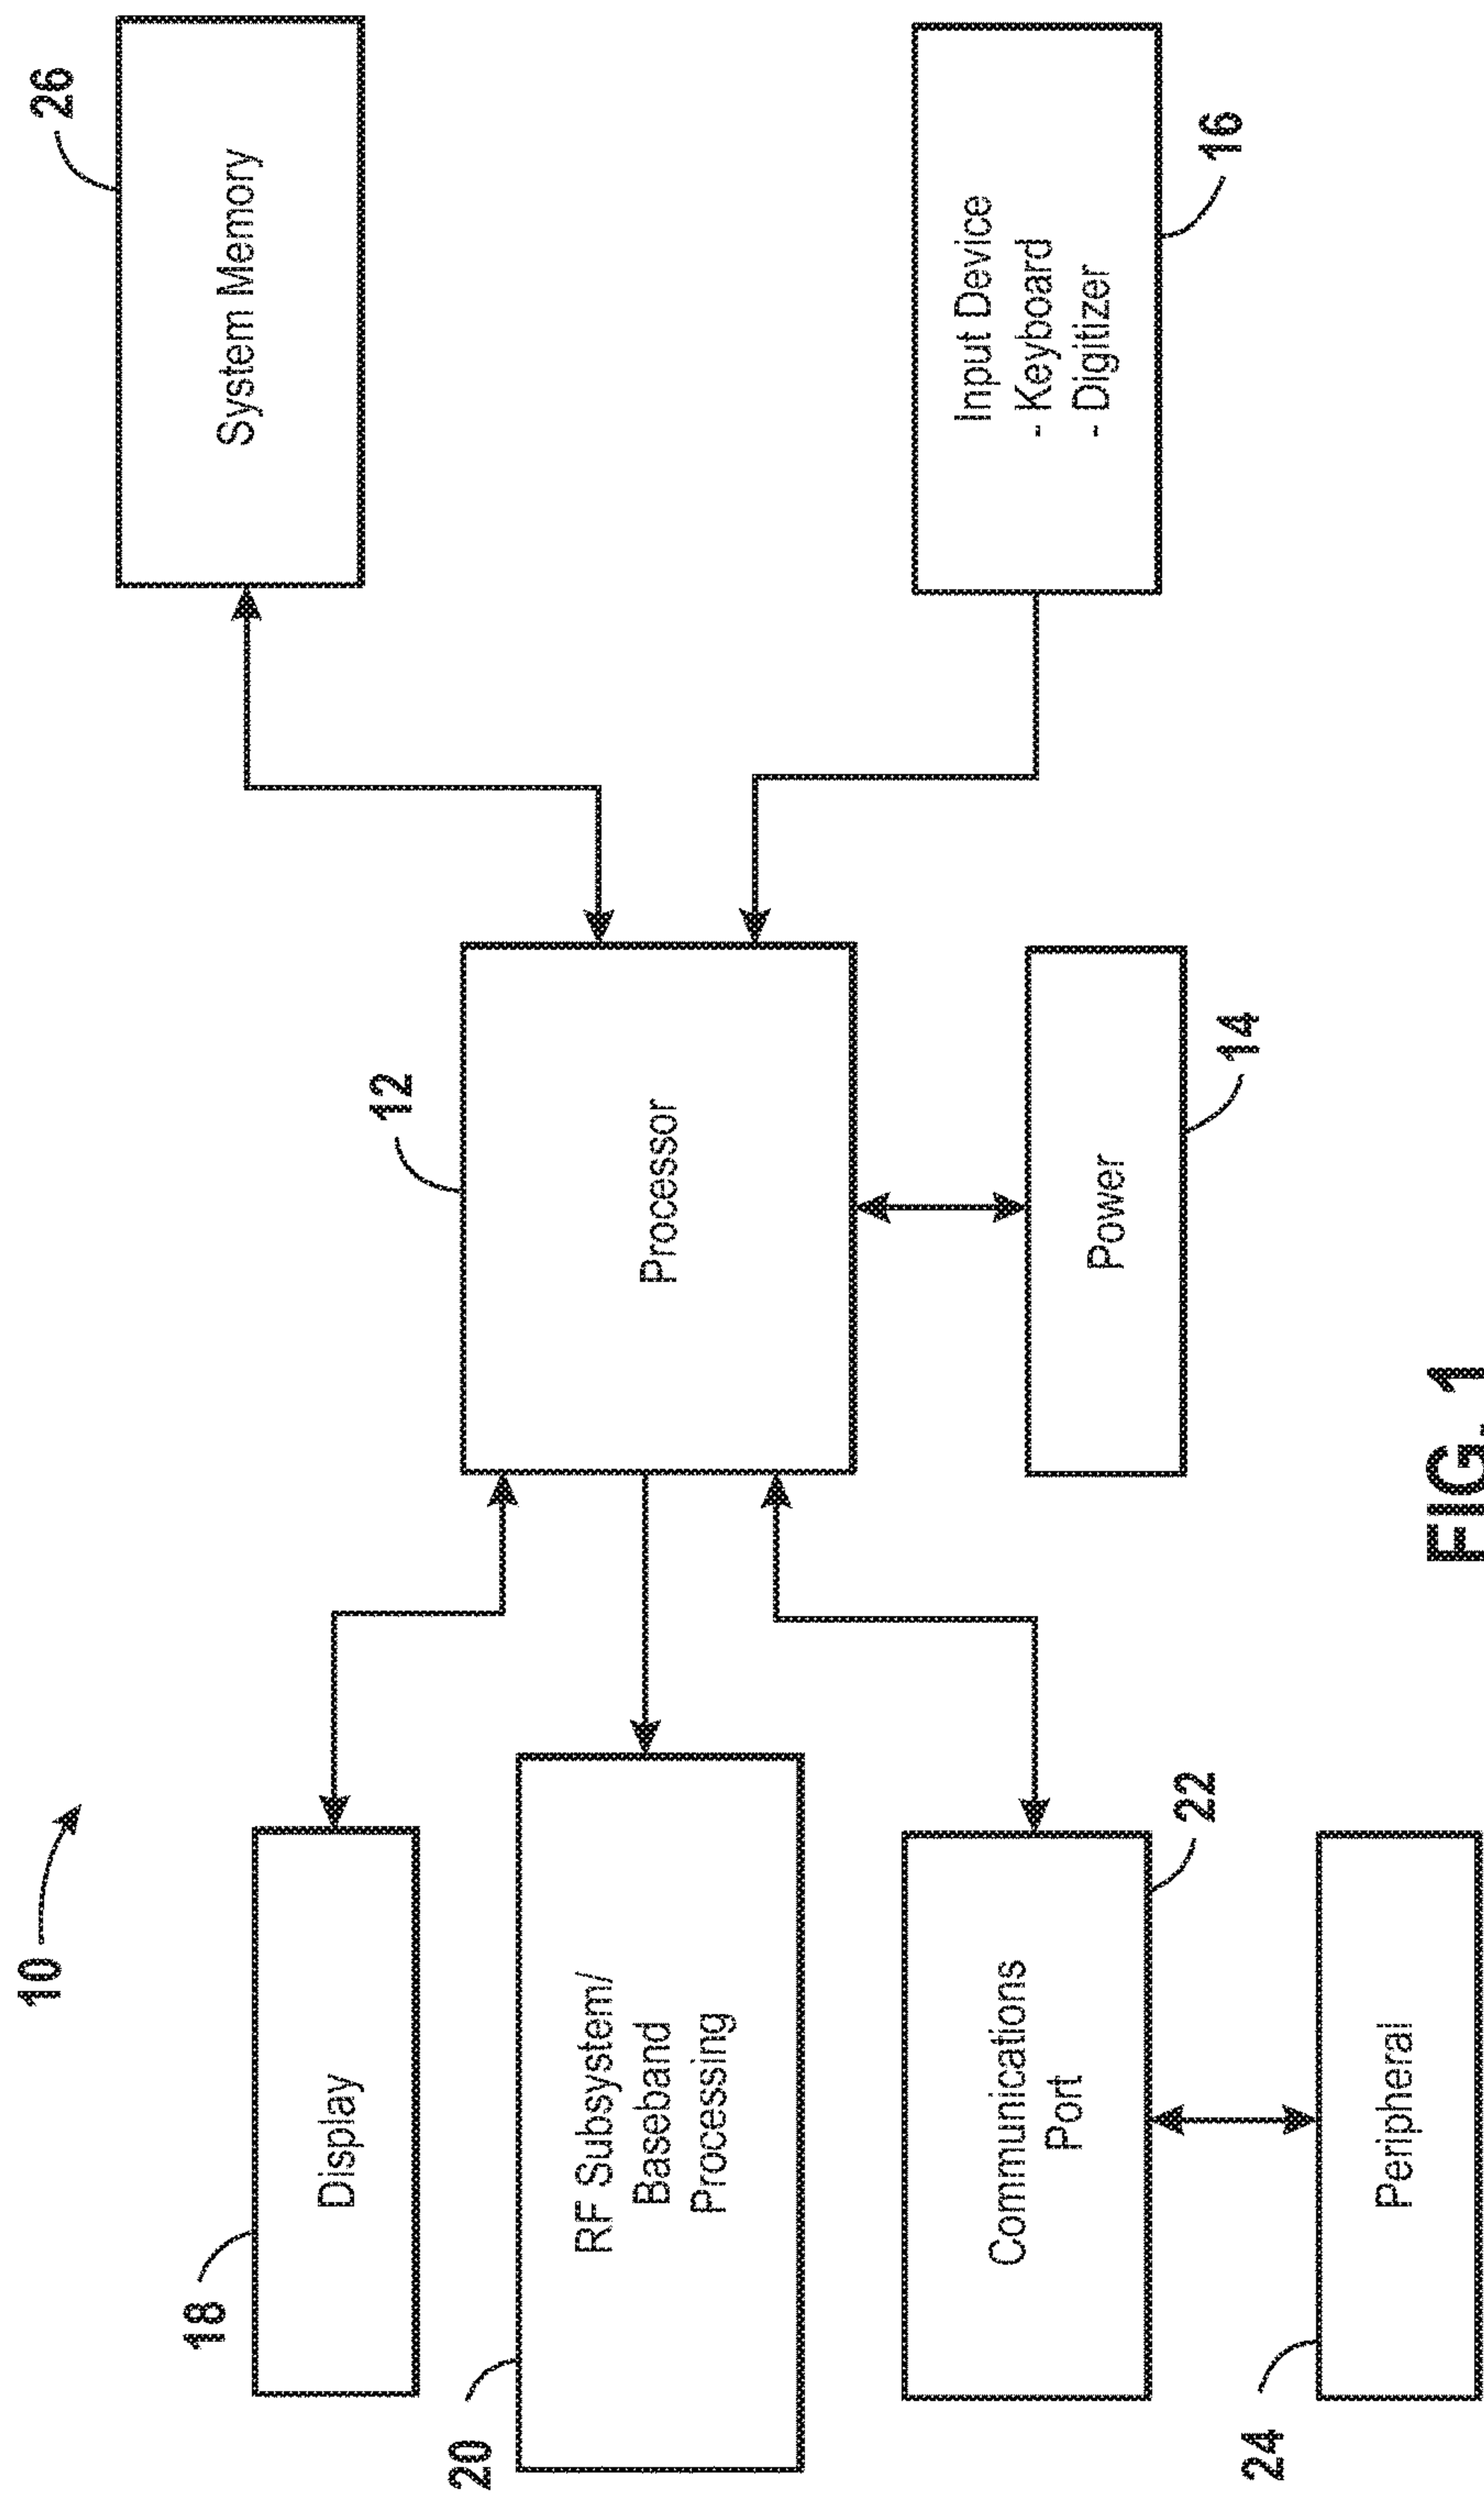 10
18
Display
20
RF Subsystem/
Baseband
Processing
Communications
Port
22
24
Peripheral
12
Processor
Power
14
26
System Memory
Input Device
- Keyboard
- Digitizer
16
FIG. 1